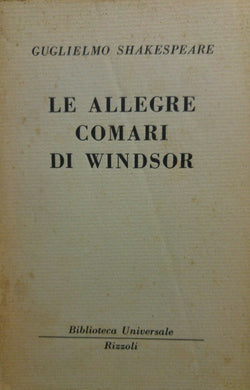 GUGLIELMO SHAKESPEARE
LE ALLEGRE
COMARI
DI WINDSOR
Biblioteca Universale
Rizzoli